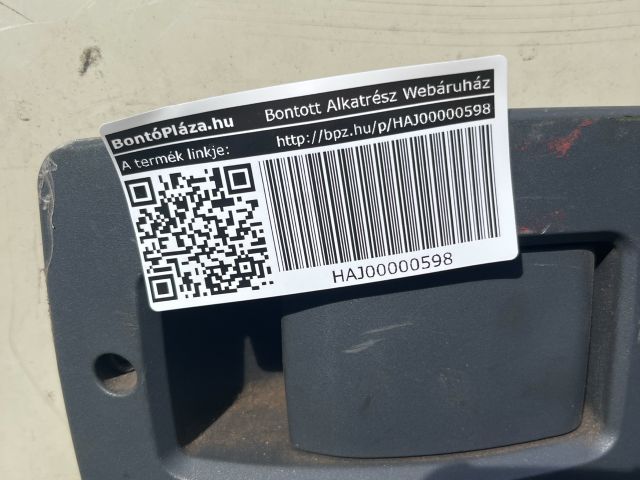 BontóPláza.hu Bontott Alkatrész Webáruház
A termék linkje: http://bpz.hu/p/HAJ00000598
HAJ00000598